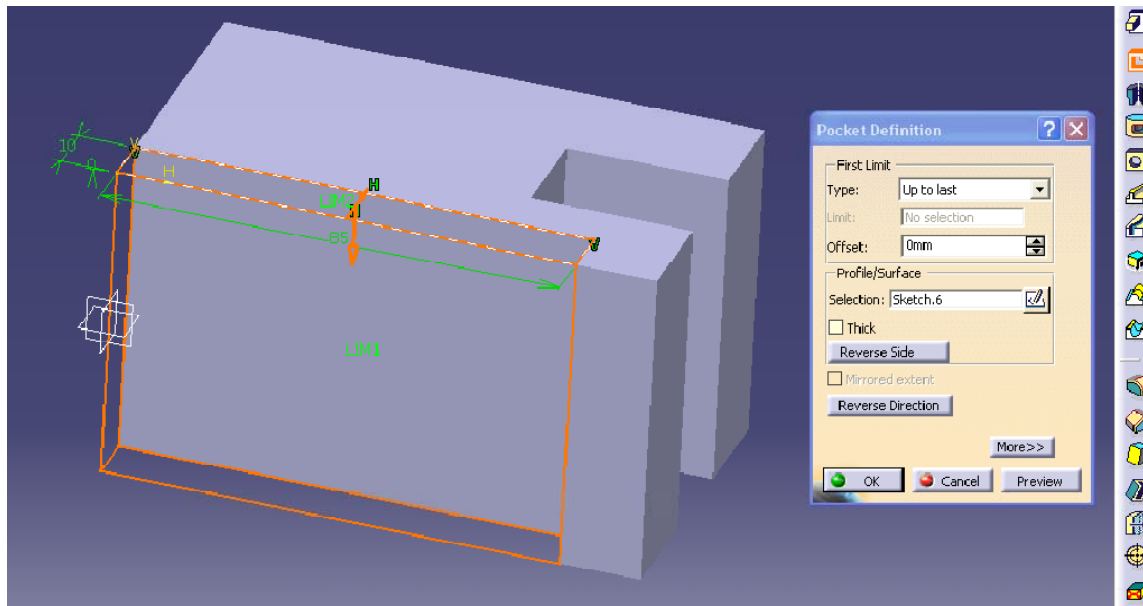 10
H
H
LIM2
H
85
LIM1
Pocket Definition
First Limit
Type: Up to last
Limit: No selection
Offset: 0mm
Profile/Surface
Selection: Sketch.6
Thick
Reverse Side
Mirrored extent
Reverse Direction
More>>
OK Cancel Preview